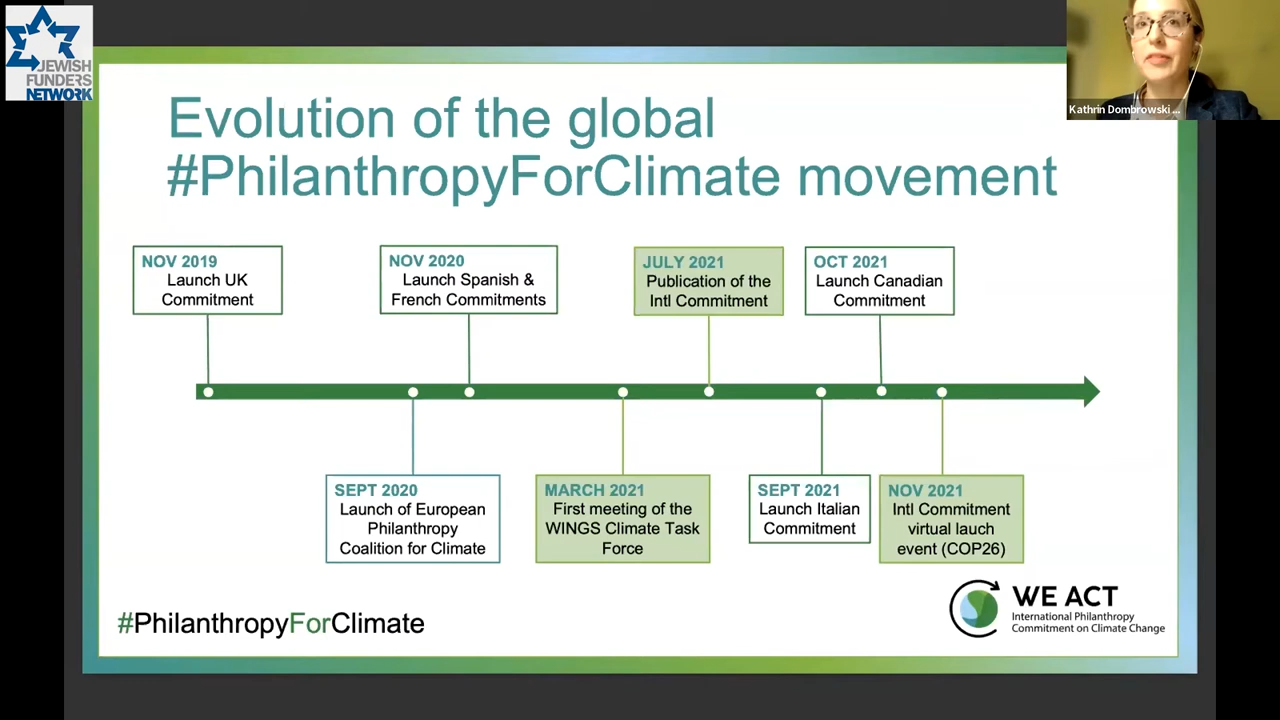 JEWISH
FUNDERS
NETWORK
Kathrin Dombrowski ...
Evolution of the global
#PhilanthropyForClimate movement
NOV 2019
Launch UK
Commitment
NOV 2020
Launch Spanish &
French Commitments
JULY 2021
Publication of the
Intl Commitment
OCT 2021
Launch Canadian
Commitment
SEPT 2020
Launch of European
Philanthropy
Coalition for Climate
MARCH 2021
First meeting of the
WINGS Climate Task
Force
SEPT 2021
Launch Italian
Commitment
NOV 2021
Intl Commitment
virtual lauch
event (COP26)
#PhilanthropyForClimate
WE ACT
International Philanthropy
Commitment on Climate Change